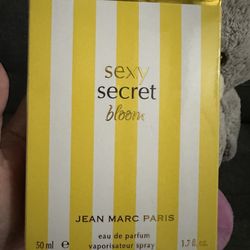 sexy
secret
bloom
JEAN MARC PARIS
eau de parfum
50 ml e vaporisateur spray 1.7 fl. oz.